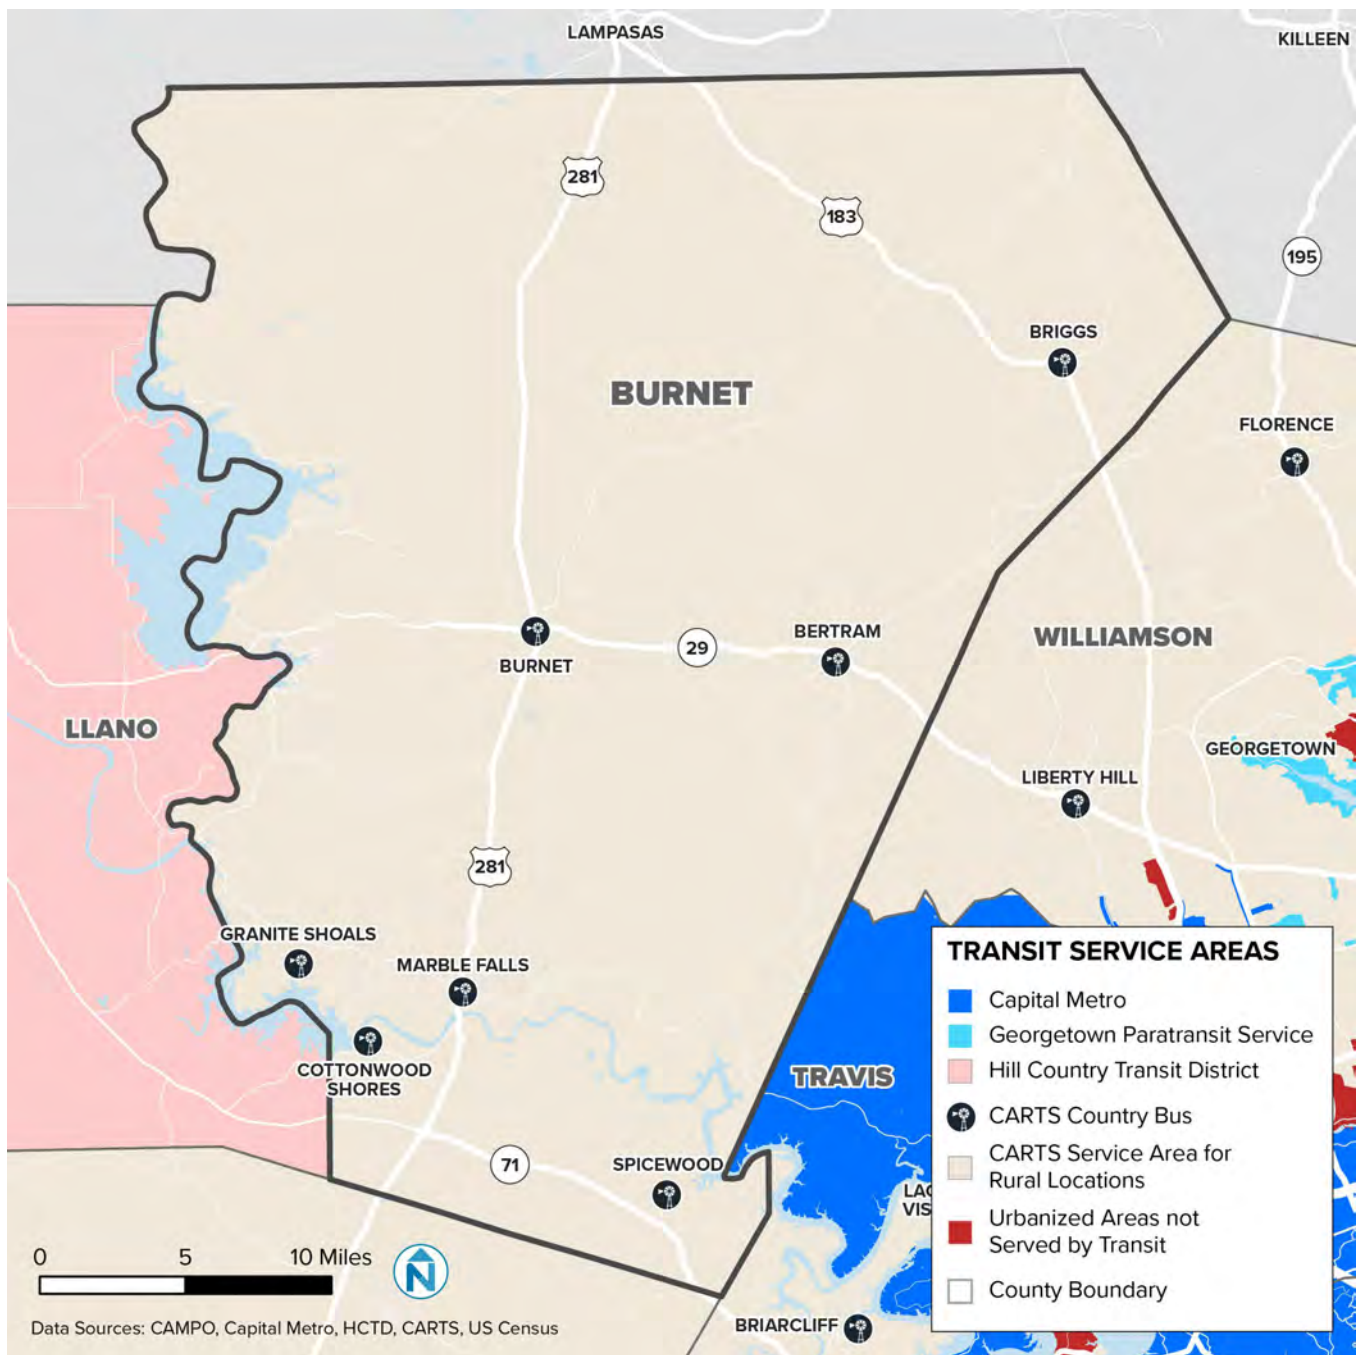 LAMPASAS
KILLEEN
281
183
195
BRIGGS
BURNET
FLORENCE
BERTRAM
WILLIAMSON
29
BURNET
LLANO
GEORGETOWN
LIBERTY HILL
281
GRANITE SHOALS
MARBLE FALLS
COTTONWOOD
SHORES
TRAVIS
71
SPICEWOOD
BRIARCLIFF
TRANSIT SERVICE AREAS
Capital Metro
Georgetown Paratransit Service
Hill Country Transit District
CARTS Country Bus
CARTS Service Area for
Rural Locations
Urbanized Areas not
Served by Transit
County Boundary
0 5 10 Miles
N
Data Sources: CAMPO, Capital Metro, HCTD, CARTS, US Census